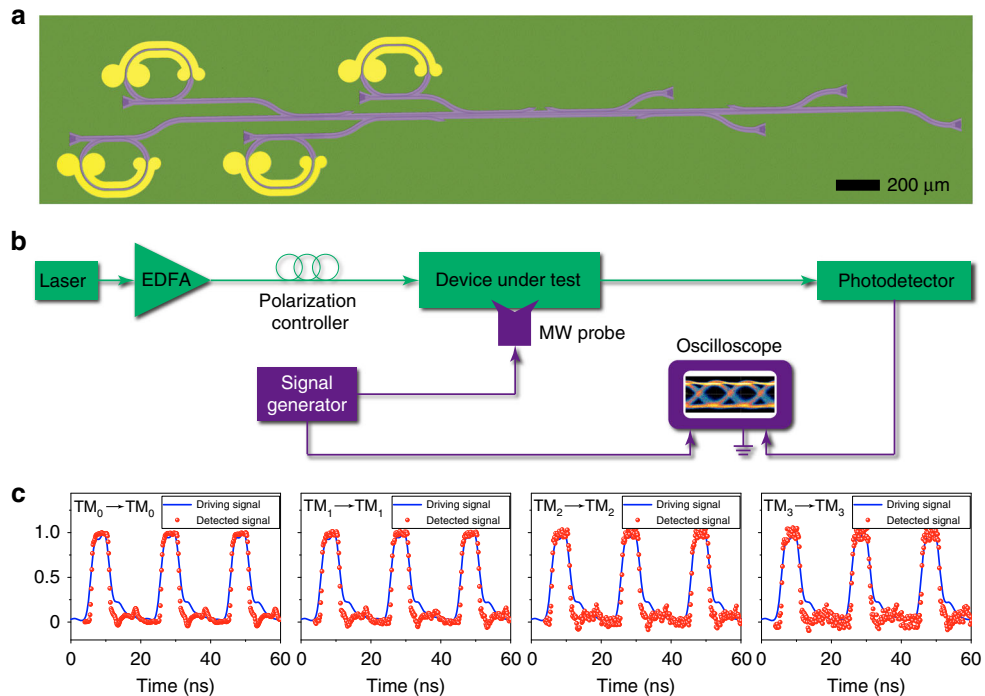 a
200 µm
b
Laser
EDFA
Polarization
controller
Device under test
MW probe
Photodetector
Signal
generator
Oscilloscope
c
TM₀→TM₀
Driving signal
Detected signal
TM₁→TM₁
Driving signal
Detected signal
TM₂→TM₂
Driving signal
Detected signal
TM₃→TM₃
Driving signal
Detected signal
1.0
0.5
0
0 20 40 60
0 20 40 60
0 20 40 60
0 20 40 60
Time (ns)
Time (ns)
Time (ns)
Time (ns)